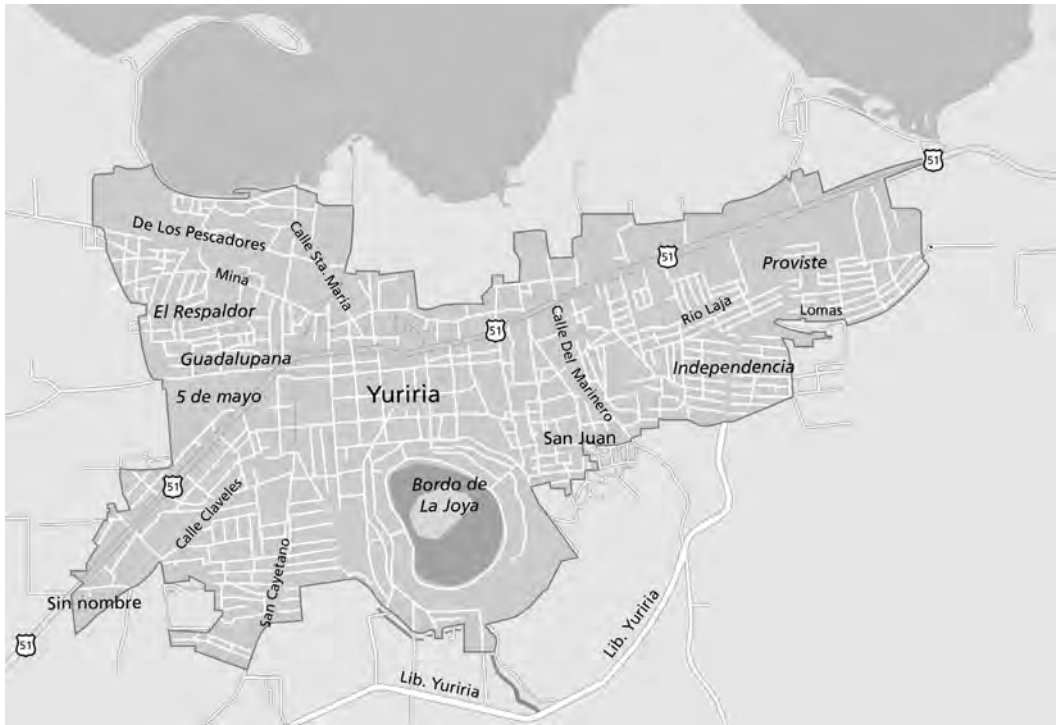 51
De Los Pescadores
Calle Sta. María
51
Proviste
Mina
El Respaldor
Río Laja
Lomas
51
Calle Del Marinero
Guadalupana
Independencia
5 de mayo
Yuriria
San Juan
51
Bordo de
La Joya
Calle Claveles
San Cayetano
Sin nombre
51
Lib. Yuriria
Lib. Yuriria